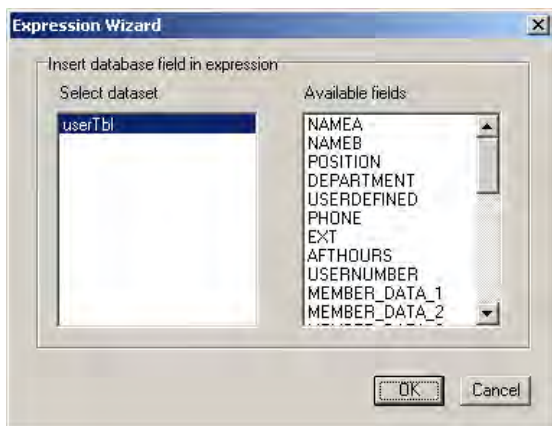 Expression Wizard
Insert database field in expression
Select dataset
Available fields
userTbl
NAMEA
NAMEB
POSITION
DEPARTMENT
USERDEFINED
PHONE
EXT
AFTHOURS
USERNUMBER
MEMBER_DATA_1
MEMBER_DATA_2
OK
Cancel